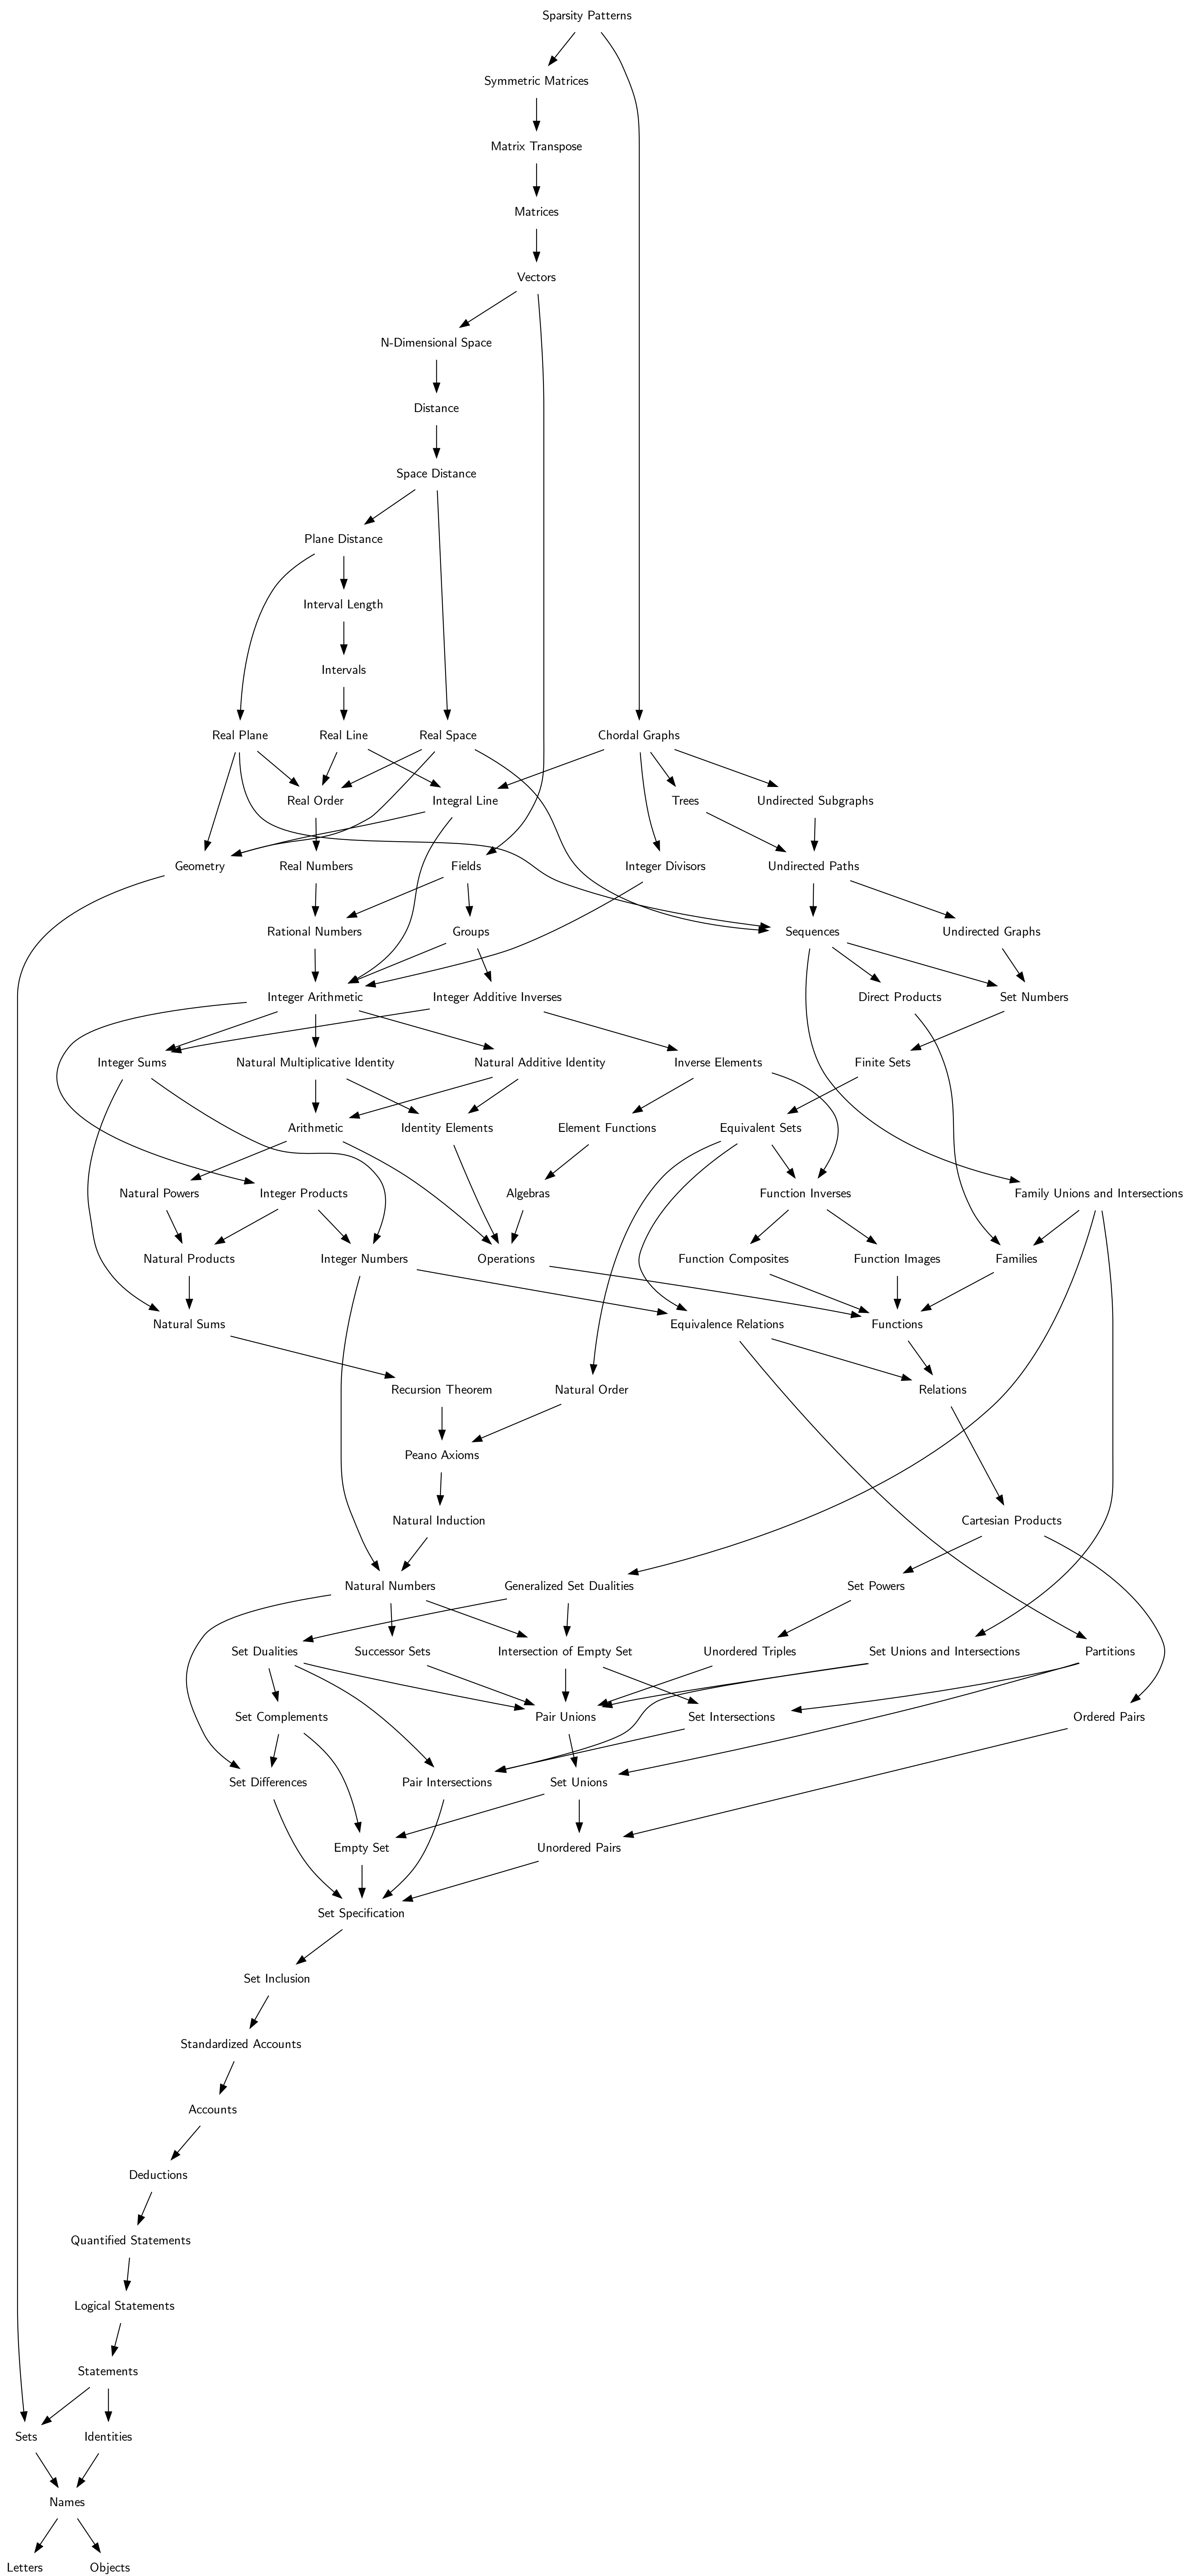 Sparsity Patterns
Symmetric Matrices
Matrix Transpose
Matrices
Vectors
N-Dimensional Space
Distance
Space Distance
Plane Distance
Interval Length
Intervals
Real Plane
Real Line
Real Space
Chordal Graphs
Real Order
Integral Line
Trees
Undirected Subgraphs
Geometry
Real Numbers
Fields
Integer Divisors
Undirected Paths
Rational Numbers
Groups
Sequences
Undirected Graphs
Integer Arithmetic
Integer Additive Inverses
Direct Products
Set Numbers
Integer Sums
Natural Multiplicative Identity
Natural Additive Identity
Inverse Elements
Finite Sets
Arithmetic
Identity Elements
Element Functions
Equivalent Sets
Natural Powers
Integer Products
Algebras
Function Inverses
Family Unions and Intersections
Natural Products
Integer Numbers
Operations
Function Composites
Function Images
Families
Natural Sums
Equivalence Relations
Functions
Recursion Theorem
Natural Order
Relations
Peano Axioms
Natural Induction
Cartesian Products
Natural Numbers
Generalized Set Dualities
Set Powers
Set Dualities
Successor Sets
Intersection of Empty Set
Unordered Triples
Set Unions and Intersections
Partitions
Set Complements
Pair Unions
Set Intersections
Ordered Pairs
Set Differences
Pair Intersections
Set Unions
Empty Set
Unordered Pairs
Set Specification
Set Inclusion
Standardized Accounts
Accounts
Deductions
Quantified Statements
Logical Statements
Statements
Sets
Identities
Names
Letters
Objects